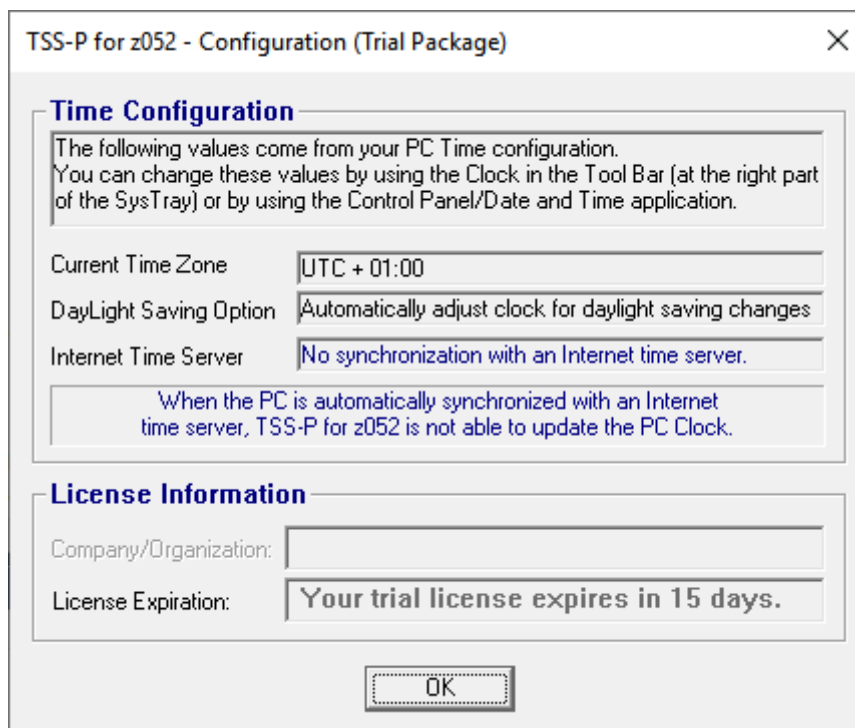 TSS-P for z052 - Configuration (Trial Package)
Time Configuration
The following values come from your PC Time configuration.
You can change these values by using the Clock in the Tool Bar (at the right part
of the SysTray) or by using the Control Panel/Date and Time application.
Current Time Zone
UTC + 01:00
DayLight Saving Option
Automatically adjust clock for daylight saving changes
Internet Time Server
No synchronization with an Internet time server.
When the PC is automatically synchronized with an Internet
time server, TSS-P for z052 is not able to update the PC Clock.
License Information
Company/Organization:
License Expiration:
Your trial license expires in 15 days.
OK